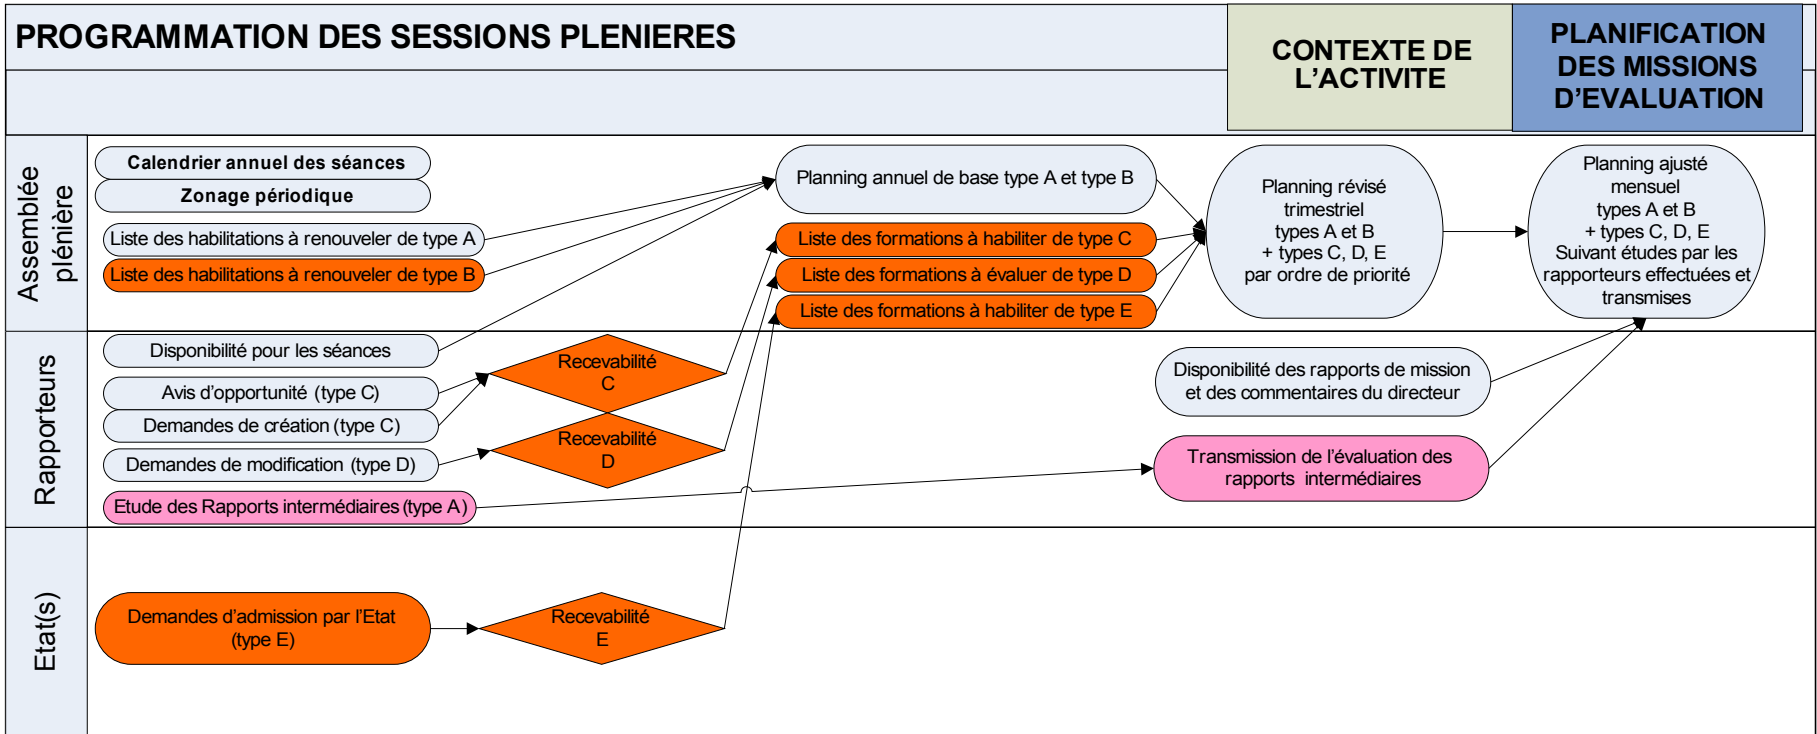 PROGRAMMATION DES SESSIONS PLENIERES
CONTEXTE DE
L'ACTIVITE
PLANIFICATION
DES MISSIONS
D'EVALUATION
Assemblée
plénière
Calendrier annuel des séances
Zonage périodique
Liste des habilitations à renouveler de type A
Liste des habilitations à renouveler de type B
Planning annuel de base type A et type B
Liste des formations à habiliter de type C
Liste des formations à évaluer de type D
Liste des formations à habiliter de type E
Planning révisé
trimestriel
types A et B
+ types C, D, E
par ordre de priorité
Planning ajusté
mensuel
types A et B
+ types C, D, E
Suivant études par les
rapporteurs effectuées et
transmises
Rapporteurs
Disponibilité pour les séances
Avis d'opportunité (type C)
Demandes de création (type C)
Demandes de modification (type D)
Etude des Rapports intermédiaires (type A)
Recevabilité
C
Recevabilité
D
Disponibilité des rapports de mission
et des commentaires du directeur
Transmission de l'évaluation des
rapports intermédiaires
Etat(s)
Demandes d'admission par l'Etat
(type E)
Recevabilité
E